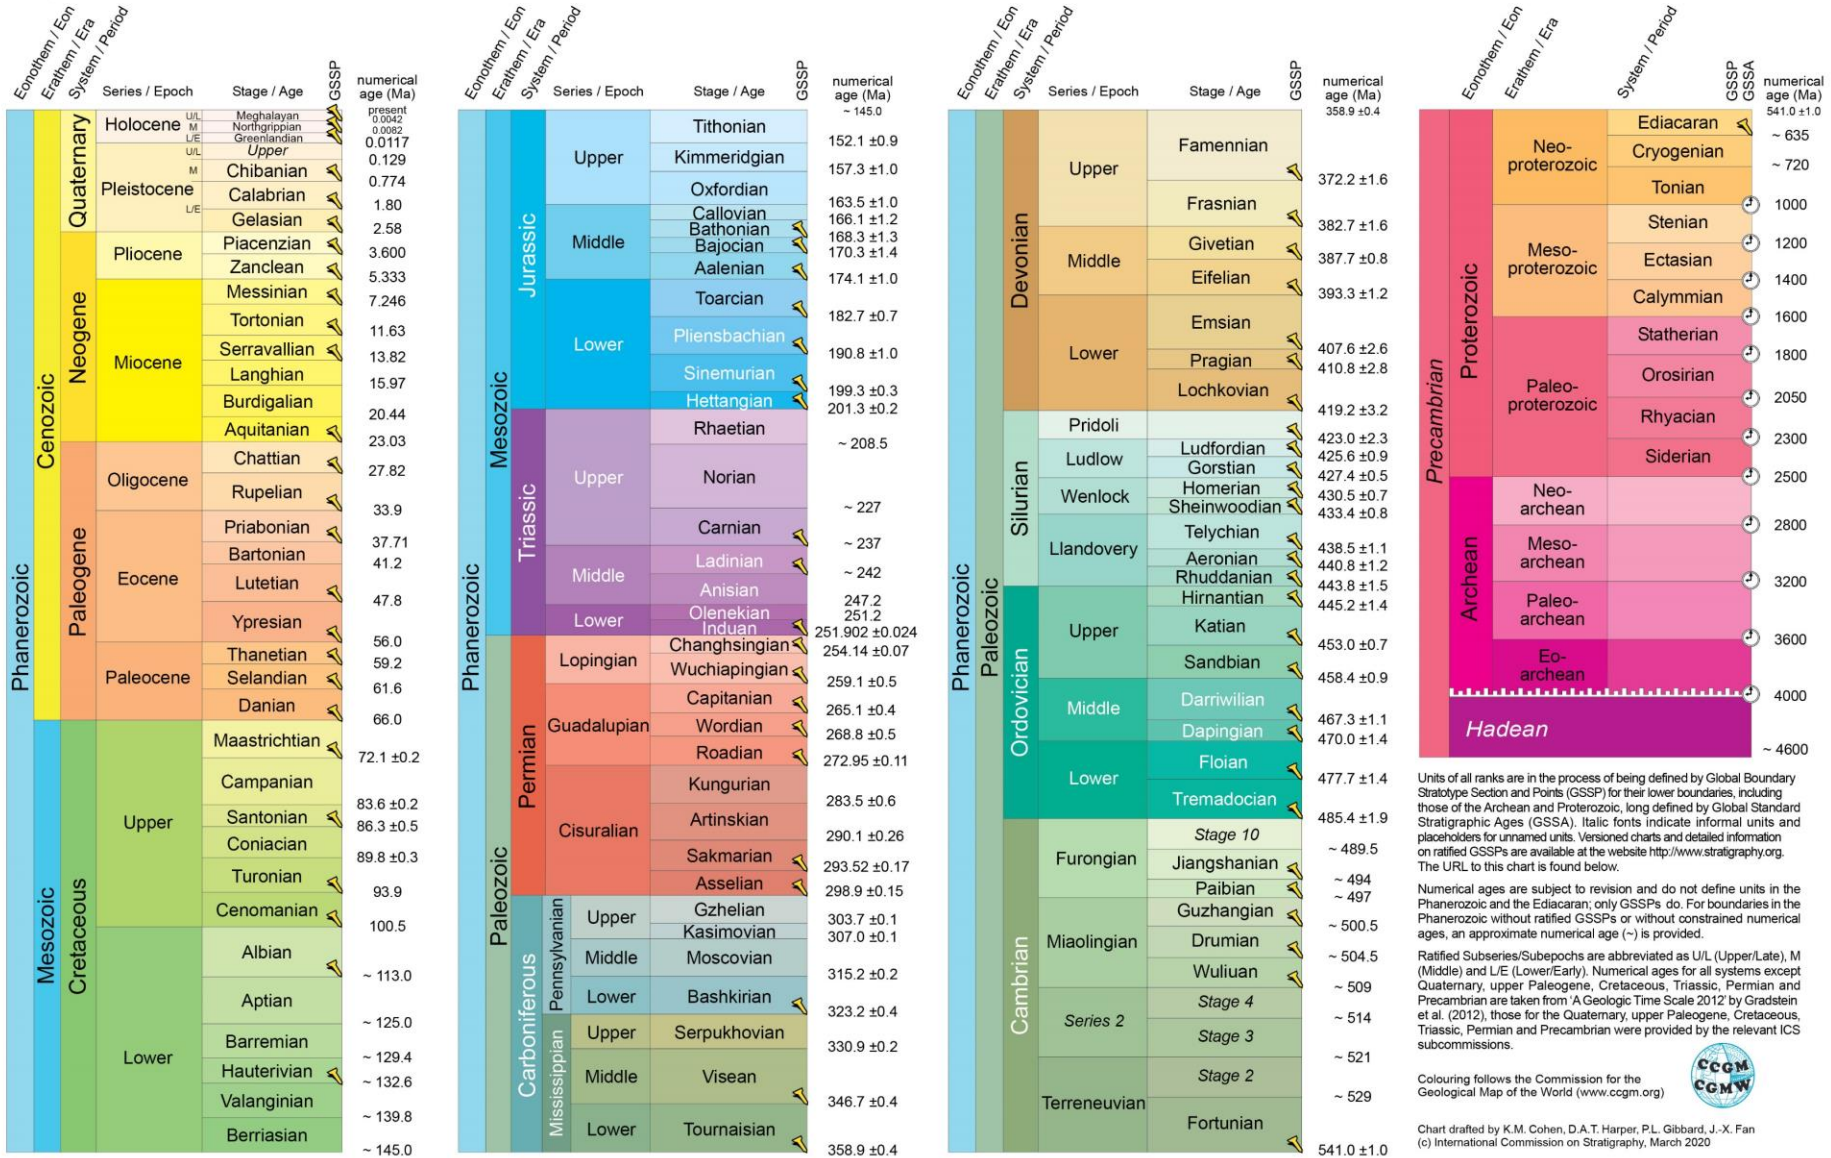 Eonothem / Eon
Erathem / Era
System / Period
Series / Epoch
Stage / Age
GSSP
numerical
age (Ma)
Phanerozoic
Cenozoic
Mesozoic
Quaternary
Neogene
Paleogene
Cretaceous
Holocene
U/L
M
L/E
Pleistocene
U/L
M
L/E
Pliocene
Miocene
Oligocene
Eocene
Paleocene
Upper
Lower
Meghalayan
Northgrippian
Greenlandian
Upper
Chibanian
Calabrian
Gelasian
Piacenzian
Zanclean
Messinian
Tortonian
Serravallian
Langhian
Burdigalian
Aquitanian
Chattian
Rupelian
Priabonian
Bartonian
Lutetian
Ypresian
Thanetian
Selandian
Danian
Maastrichtian
Campanian
Santonian
Coniacian
Turonian
Cenomanian
Albian
Aptian
Barremian
Hauterivian
Valanginian
Berriasian
present
0.0042
0.0082
0.0117
0.129
0.774
1.80
2.58
3.600
5.333
7.246
11.63
13.82
15.97
20.44
23.03
27.82
33.9
37.71
41.2
47.8
56.0
59.2
61.6
66.0
72.1 ±0.2
83.6 ±0.2
86.3 ±0.5
89.8 ±0.3
93.9
100.5
~ 113.0
~ 125.0
~ 129.4
~ 132.6
~ 139.8
~ 145.0
Eonothem / Eon
Erathem / Era
System / Period
Series / Epoch
Stage / Age
GSSP
numerical
age (Ma)
Phanerozoic
Mesozoic
Paleozoic
Jurassic
Triassic
Permian
Carboniferous
Pennsylvanian
Mississippian
Upper
Middle
Lower
Upper
Middle
Lower
Lopingian
Guadalupian
Cisuralian
Upper
Middle
Lower
Upper
Middle
Lower
Tithonian
Kimmeridgian
Oxfordian
Callovian
Bathonian
Bajocian
Aalenian
Toarcian
Pliensbachian
Sinemurian
Hettangian
Rhaetian
Norian
Carnian
Ladinian
Anisian
Olenekian
Induan
Changhsingian
Wuchiapingian
Capitanian
Wordian
Roadian
Kungurian
Artinskian
Sakmarian
Asselian
Gzhelian
Kasimovian
Moscovian
Bashkirian
Serpukhovian
Visean
Tournaisian
~ 145.0
152.1 ±0.9
157.3 ±1.0
163.5 ±1.0
166.1 ±1.2
168.3 ±1.3
170.3 ±1.4
174.1 ±1.0
182.7 ±0.7
190.8 ±1.0
199.3 ±0.3
201.3 ±0.2
~ 208.5
~ 227
~ 237
~ 242
247.2
251.2
251.902 ±0.024
254.14 ±0.07
259.1 ±0.5
265.1 ±0.4
268.8 ±0.5
272.95 ±0.11
283.5 ±0.6
290.1 ±0.26
293.52 ±0.17
298.9 ±0.15
303.7 ±0.1
307.0 ±0.1
315.2 ±0.2
323.2 ±0.4
330.9 ±0.2
346.7 ±0.4
358.9 ±0.4
Eonothem / Eon
Erathem / Era
System / Period
Series / Epoch
Stage / Age
GSSP
numerical
age (Ma)
Phanerozoic
Paleozoic
Devonian
Silurian
Ordovician
Cambrian
Upper
Middle
Lower
Pridoli
Ludlow
Wenlock
Llandovery
Upper
Middle
Lower
Furongian
Miaolingian
Series 2
Terreneuvian
Famennian
Frasnian
Givetian
Eifelian
Emsian
Pragian
Lochkovian
Ludfordian
Gorstian
Homerian
Sheinwoodian
Telychian
Aeronian
Rhuddanian
Hirnantian
Katian
Sandbian
Darriwilian
Dapingian
Floian
Tremadocian
Stage 10
Jiangshanian
Paibian
Guzhangian
Drumian
Wuliuan
Stage 4
Stage 3
Stage 2
Fortunian
358.9 ±0.4
372.2 ±1.6
382.7 ±1.6
387.7 ±0.8
393.3 ±1.2
407.6 ±2.6
410.8 ±2.8
419.2 ±3.2
423.0 ±2.3
425.6 ±0.9
427.4 ±0.5
430.5 ±0.7
433.4 ±0.8
438.5 ±1.1
440.8 ±1.2
443.8 ±1.5
445.2 ±1.4
453.0 ±0.7
458.4 ±0.9
467.3 ±1.1
470.0 ±1.4
477.7 ±1.4
485.4 ±1.9
~ 489.5
~ 494
~ 497
~ 500.5
~ 504.5
~ 509
~ 514
~ 521
~ 529
541.0 ±1.0
Eonothem / Eon
Erathem / Era
System / Period
GSSP
GSSA
numerical
age (Ma)
Precambrian
Proterozoic
Archean
Hadean
Neo-
proterozoic
Meso-
proterozoic
Paleo-
proterozoic
Neo-
archean
Meso-
archean
Paleo-
archean
Eo-
archean
Ediacaran
Cryogenian
Tonian
Stenian
Ectasian
Calymmian
Statherian
Orosirian
Rhyacian
Siderian
541.0 ±1.0
~ 635
~ 720
1000
1200
1400
1600
1800
2050
2300
2500
2800
3200
3600
4000
~ 4600
Units of all ranks are in the process of being defined by Global Boundary
Stratotype Section and Points (GSSP) for their lower boundaries, including
those of the Archean and Proterozoic, long defined by Global Standard
Stratigraphic Ages (GSSA). Italic fonts indicate informal units and
placeholders for unnamed units. Versioned charts and detailed information
on ratified GSSPs are available at the website http://www.stratigraphy.org.
The URL to this chart is found below.
Numerical ages are subject to revision and do not define units in the
Phanerozoic and the Ediacaran; only GSSPs do. For boundaries in the
Phanerozoic without ratified GSSPs or without constrained numerical
ages, an approximate numerical age (~) is provided.
Ratified Subseries/Subepochs are abbreviated as U/L (Upper/Late), M
(Middle) and L/E (Lower/Early). Numerical ages for all systems except
Quaternary, upper Paleogene, Cretaceous, Triassic, Permian and
Precambrian are taken from 'A Geologic Time Scale 2012' by Gradstein
et al. (2012), those for the Quaternary, upper Paleogene, Cretaceous,
Triassic, Permian and Precambrian were provided by the relevant ICS
subcommissions.
Colouring follows the Commission for the
Geological Map of the World (www.ccgm.org)
CCGM
CGMW
Chart drafted by K.M. Cohen, D.A.T. Harper, P.L. Gibbard, J.-X. Fan
(c) International Commission on Stratigraphy, March 2020